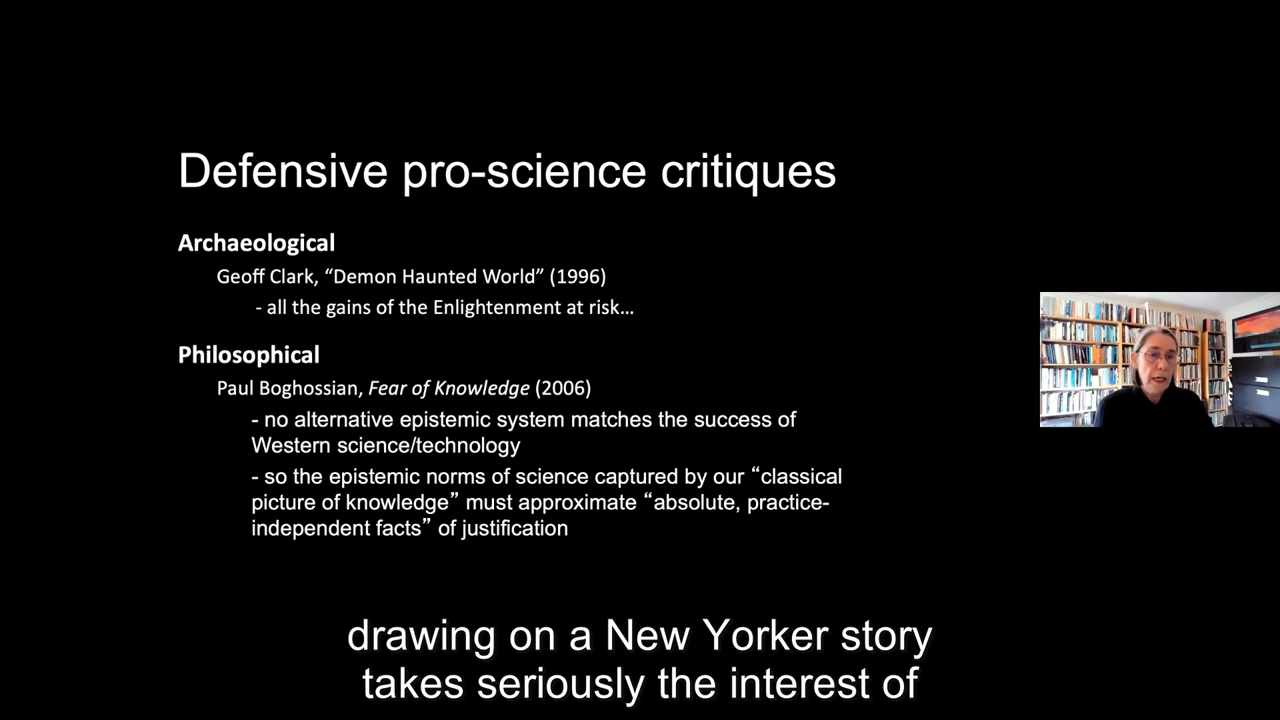 Defensive pro-science critiques
Archaeological
Geoff Clark, “Demon Haunted World” (1996)
- all the gains of the Enlightenment at risk…
Philosophical
Paul Boghossian, Fear of Knowledge (2006)
- no alternative epistemic system matches the success of
Western science/technology
- so the epistemic norms of science captured by our “classical
picture of knowledge” must approximate “absolute, practice-
independent facts” of justification
drawing on a New Yorker story
takes seriously the interest of